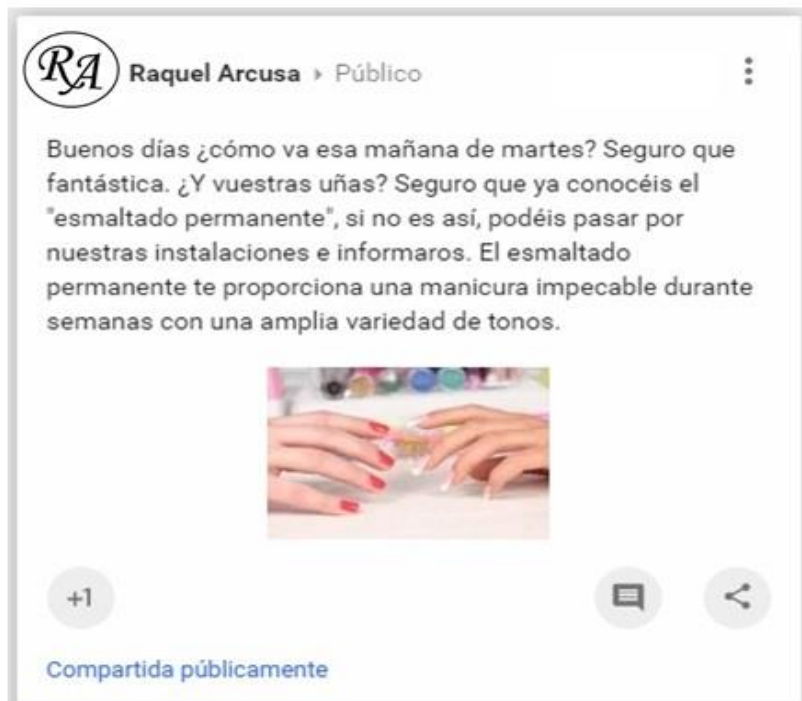 RA Raquel Arcusa ▸ Público
Buenos días ¿cómo va esa mañana de martes? Seguro que
fantástica. ¿Y vuestras uñas? Seguro que ya conocéis el
"esmaltado permanente", si no es así, podéis pasar por
nuestras instalaciones e informaros. El esmaltado
permanente te proporciona una manicura impecable durante
semanas con una amplia variedad de tonos.
+1
Compartida públicamente